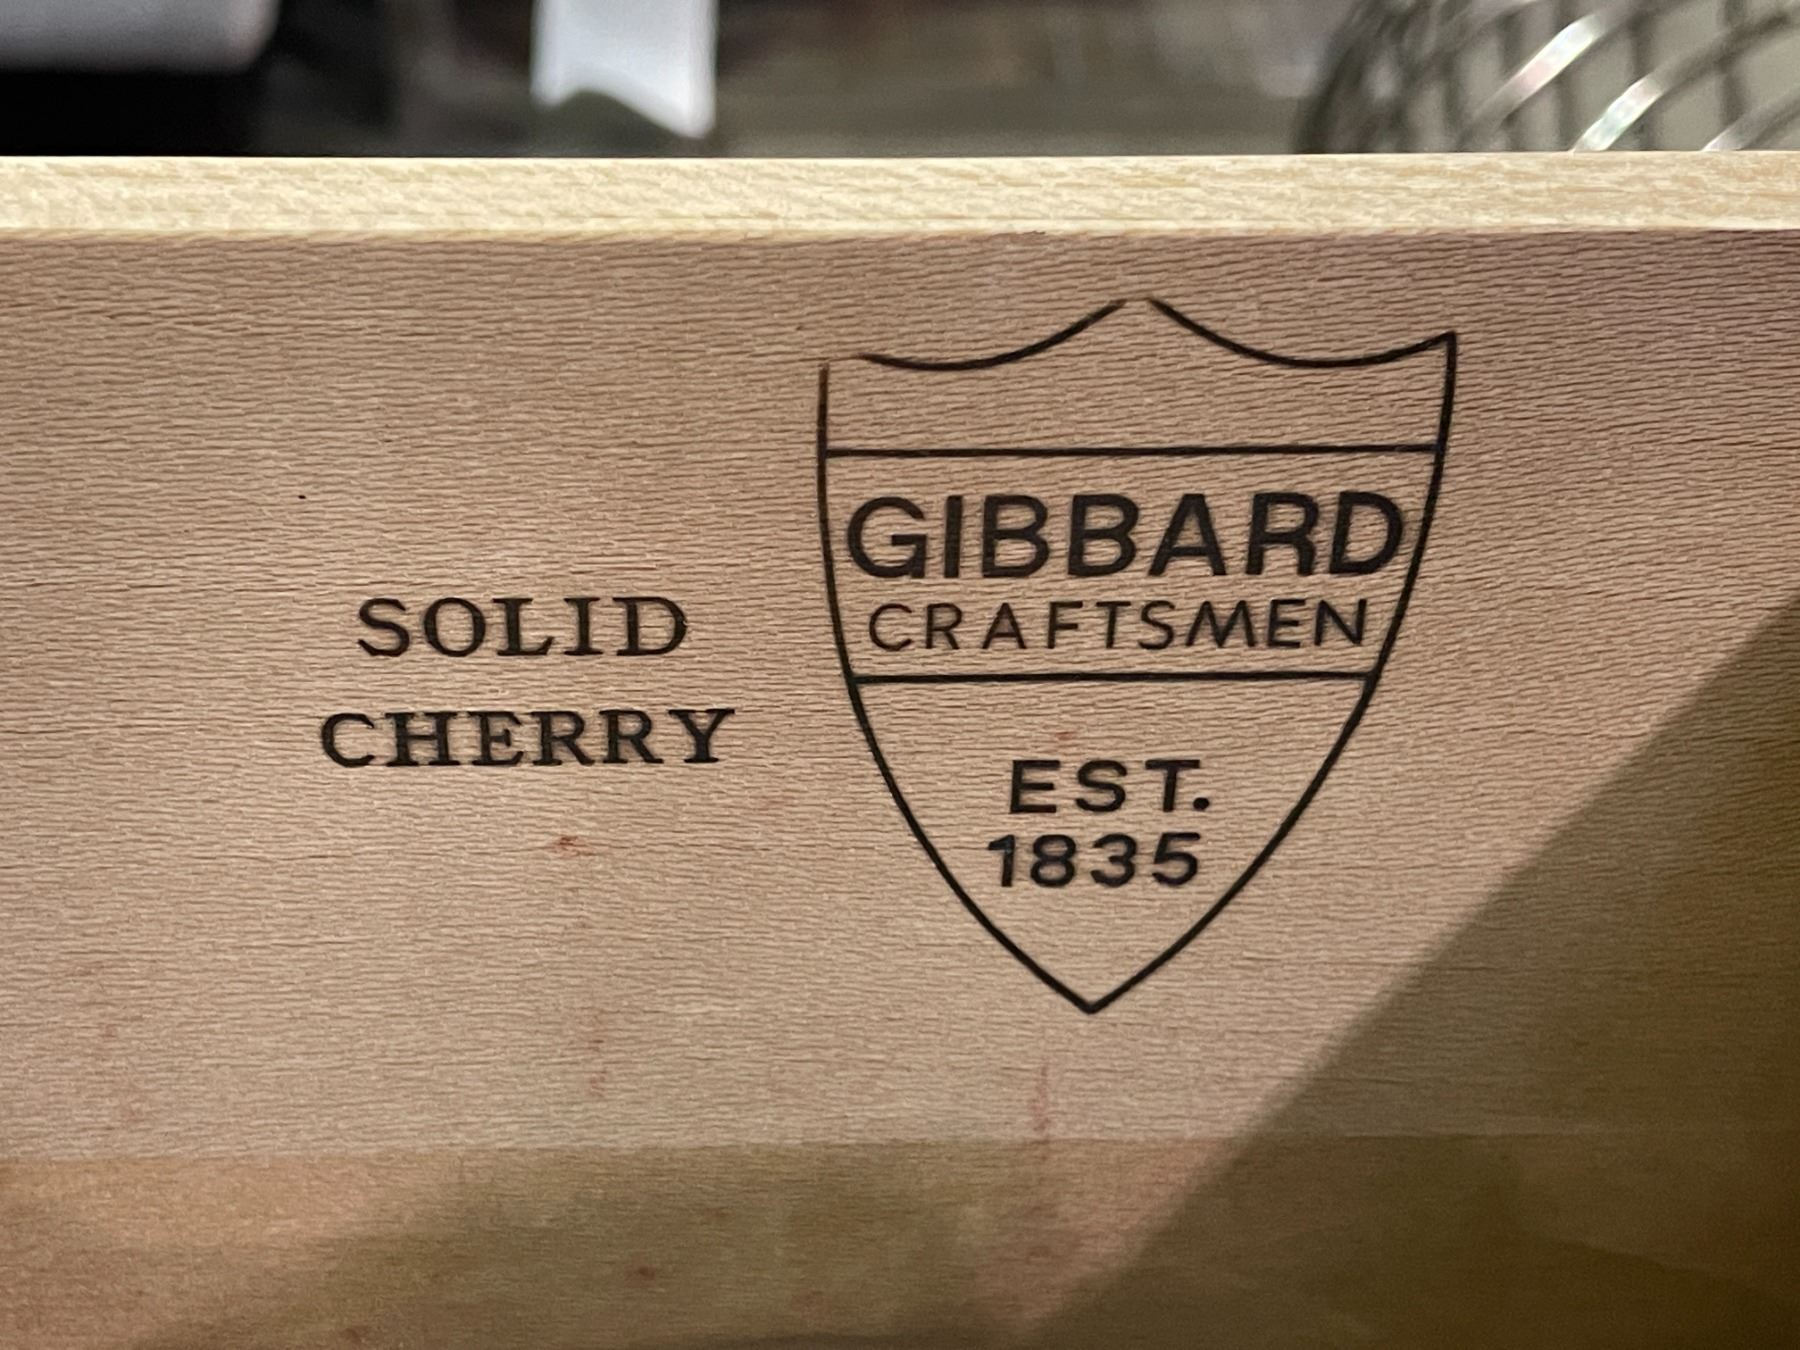 SOLID
CHERRY
GIBBARD
CRAFTSMEN
EST.
1835